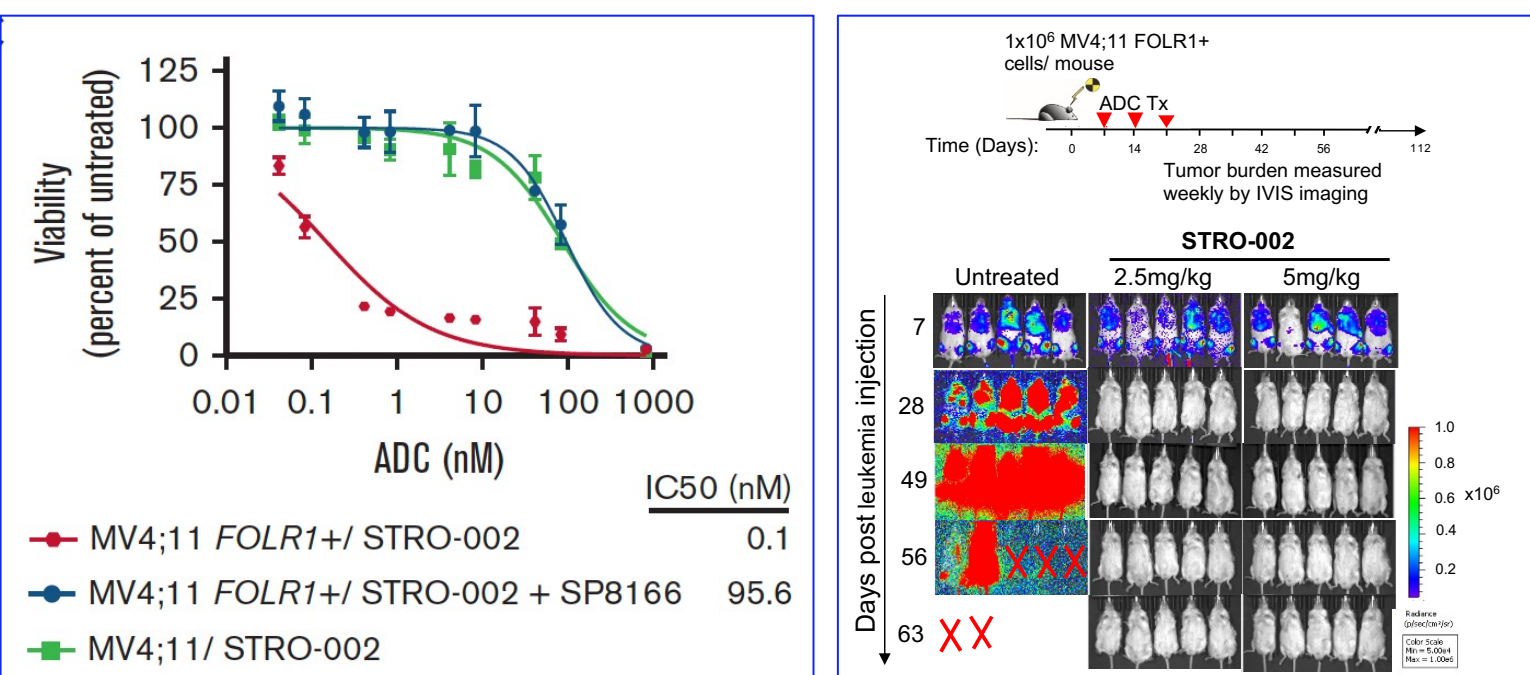 125
100
75
50
25
0
Viability
(percent of untreated)
0.01 0.1 1 10 100 1000
ADC (nM)
IC50 (nM)
MV4;11 FOLR1+/ STRO-002 0.1
MV4;11 FOLR1+/ STRO-002 + SP8166 95.6
MV4;11/ STRO-002
1x10⁶ MV4;11 FOLR1+
cells/ mouse
ADC Tx
Time (Days): 0 14 28 42 56 112
Tumor burden measured
weekly by IVIS imaging
STRO-002
Untreated 2.5mg/kg 5mg/kg
Days post leukemia injection
7
28
49
56
63
1.0
0.8
0.6
0.4
0.2
x10⁶
Radiance
(p/sec/cm²/sr)
Color Scale
Min = 5.00e4
Max = 1.00e6